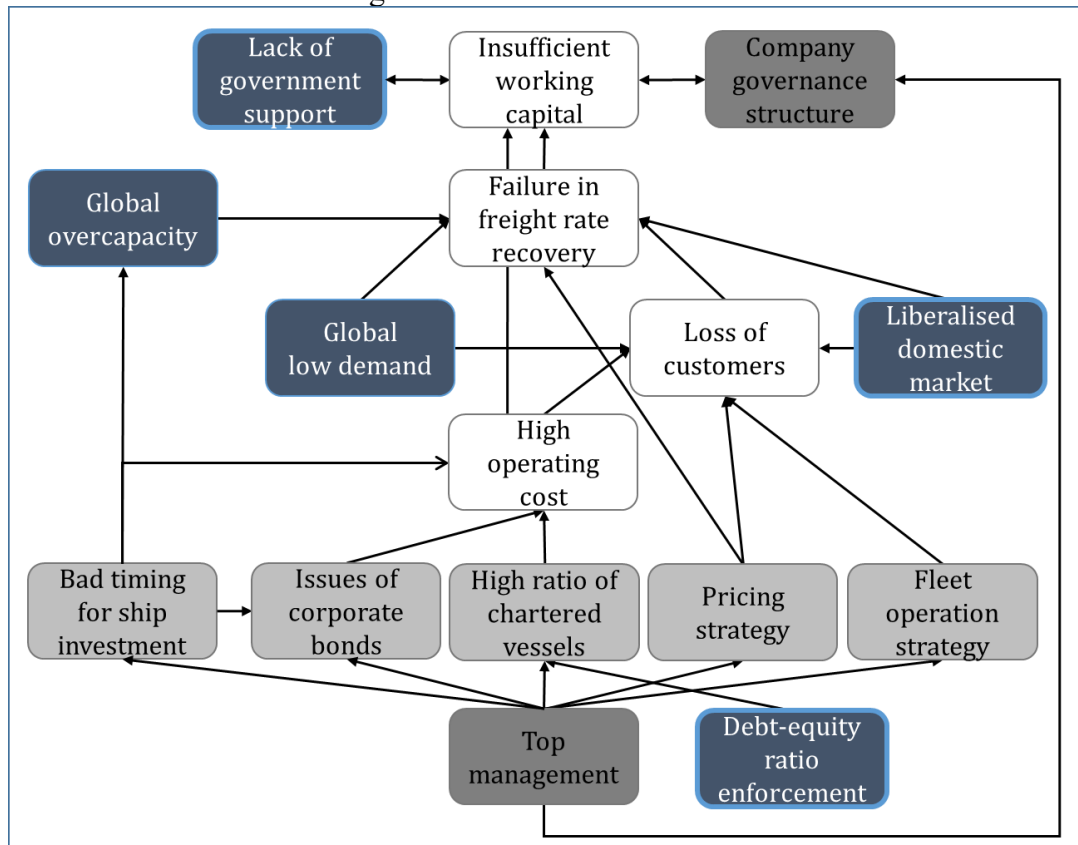 Lack of
government
support
Insufficient
working
capital
Company
governance
structure
Global
overcapacity
Failure in
freight rate
recovery
Global
low demand
Loss of
customers
Liberalised
domestic
market
High
operating
cost
Bad timing
for ship
investment
Issues of
corporate
bonds
High ratio of
chartered
vessels
Pricing
strategy
Fleet
operation
strategy
Top
management
Debt-equity
ratio
enforcement